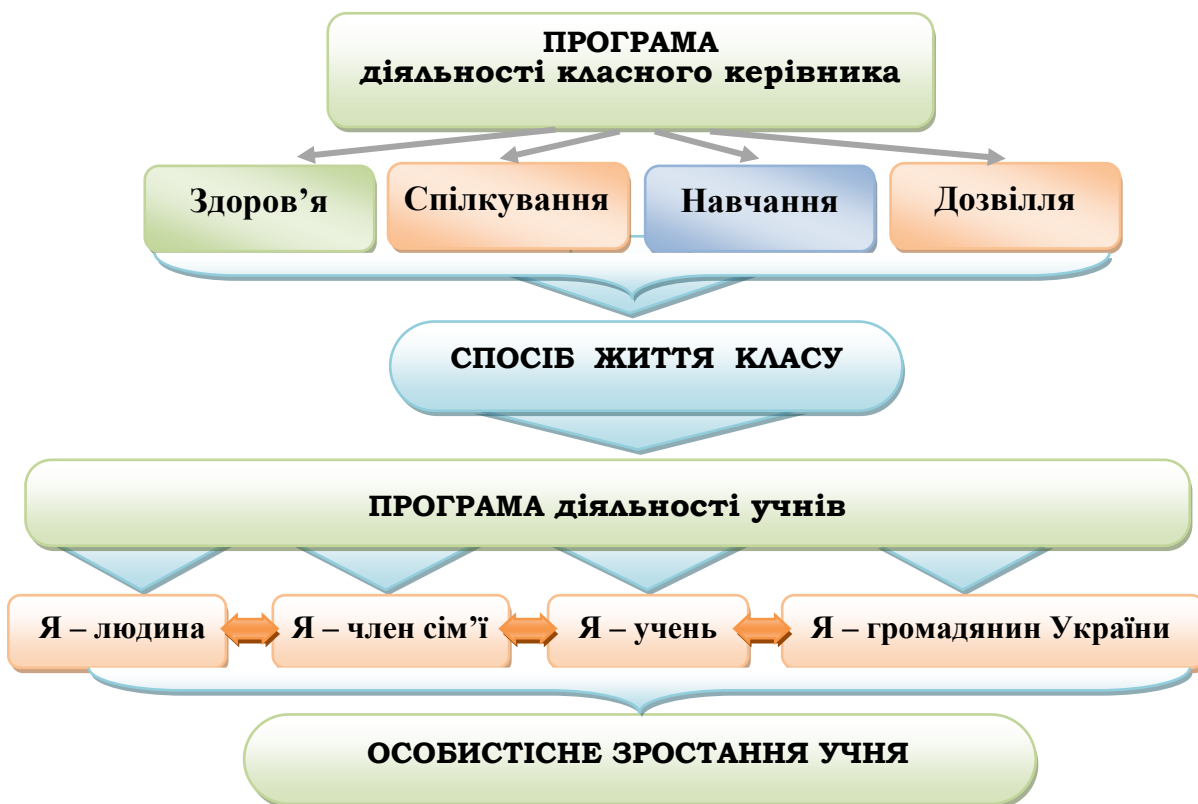 ПРОГРАМА
діяльності класного керівника
Здоров’я
Спілкування
Навчання
Дозвілля
СПОСІБ ЖИТТЯ КЛАСУ
ПРОГРАМА діяльності учнів
Я – людина
Я – член сім’ї
Я – учень
Я – громадянин України
ОСОБИСТІСНЕ ЗРОСТАННЯ УЧНЯ